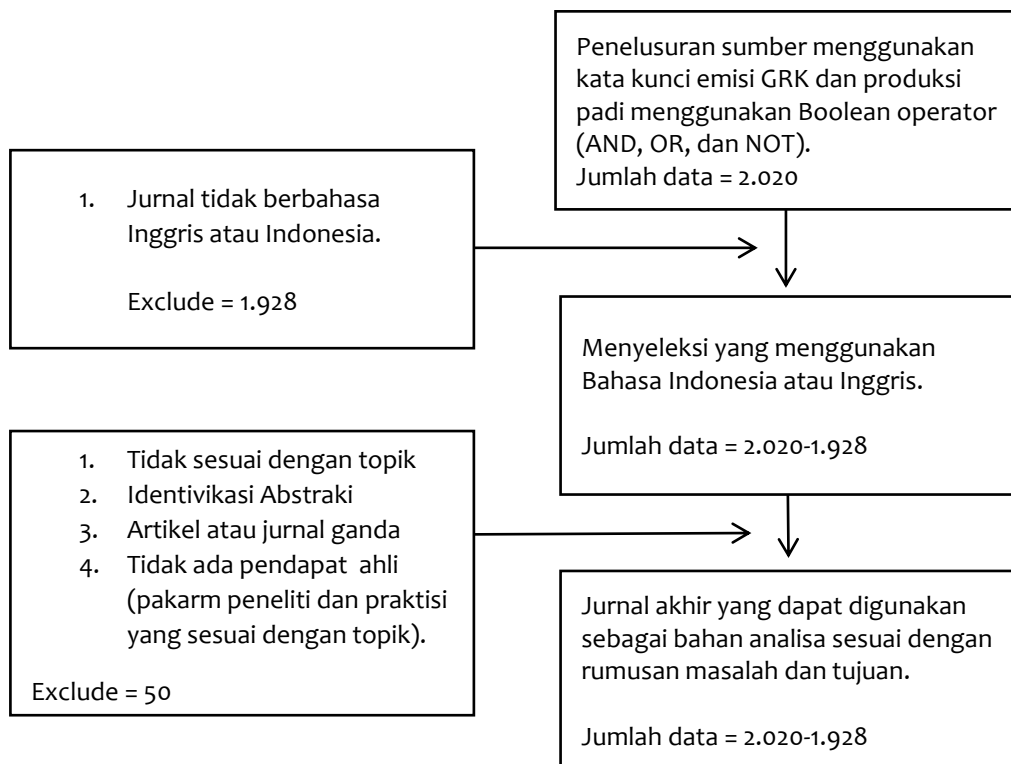 Penelusuran sumber menggunakan
kata kunci emisi GRK dan produksi
padi menggunakan Boolean operator
(AND, OR, dan NOT).
Jumlah data = 2.020
1. Jurnal tidak berbahasa
Inggris atau Indonesia.
Exclude = 1.928
Menyeleksi yang menggunakan
Bahasa Indonesia atau Inggris.
Jumlah data = 2.020-1.928
1. Tidak sesuai dengan topik
2. Identivikasi Abstraki
3. Artikel atau jurnal ganda
4. Tidak ada pendapat ahli
(pakarm peneliti dan praktisi
yang sesuai dengan topik).
Exclude = 50
Jurnal akhir yang dapat digunakan
sebagai bahan analisa sesuai dengan
rumusan masalah dan tujuan.
Jumlah data = 2.020-1.928